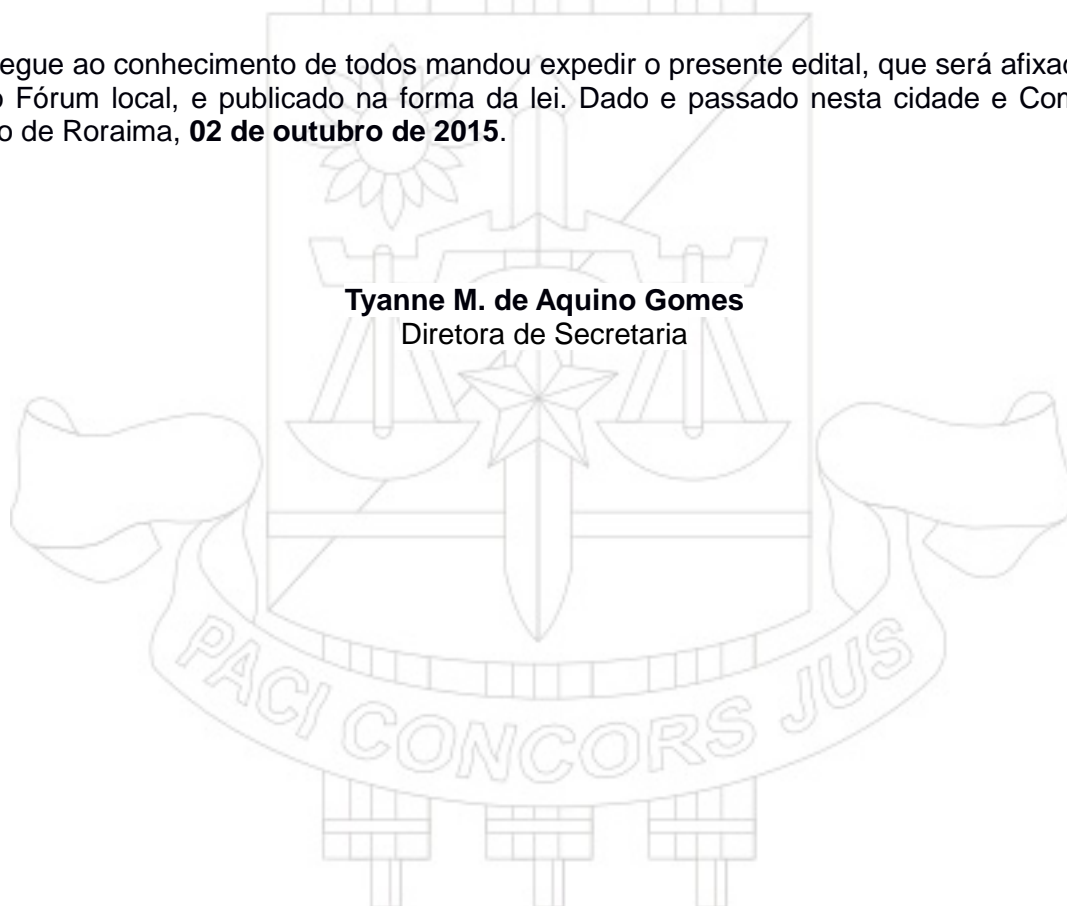 egue ao conhecimento de todos mandou expedir o presente edital, que será afixad
o Fórum local, e publicado na forma da lei. Dado e passado nesta cidade e Con
o de Roraima, 02 de outubro de 2015.
Tyanne M. de Aquino Gomes
Diretora de Secretaria
PACI CONCORS JUS